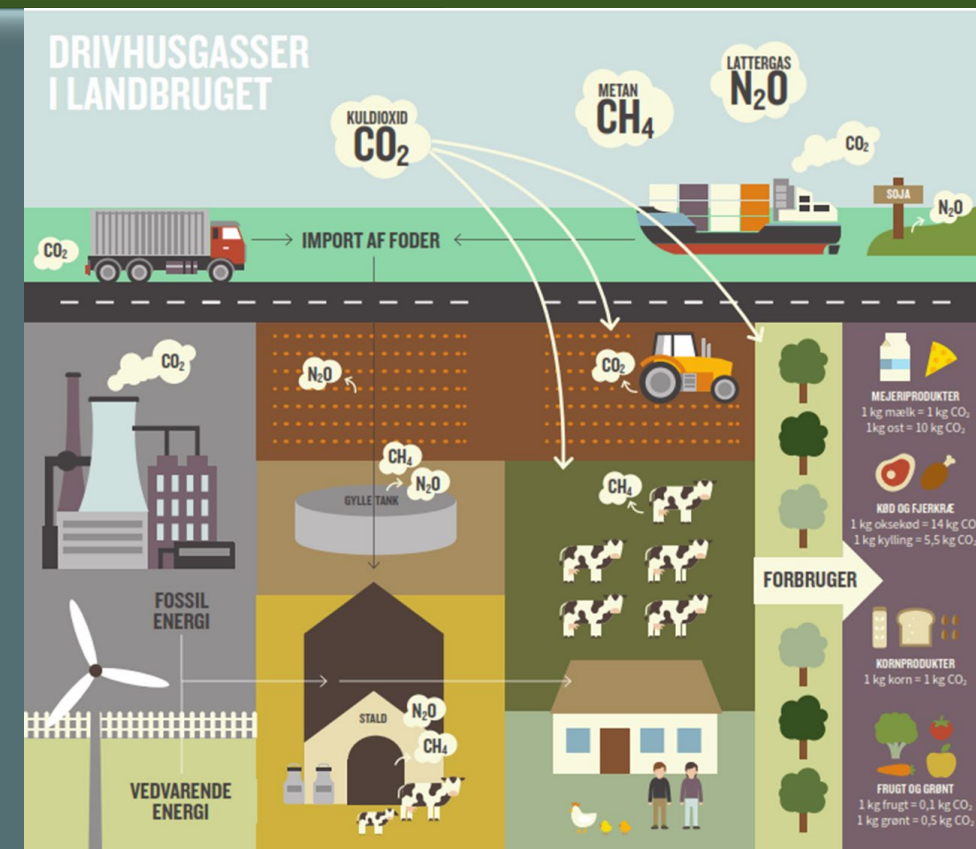 DRIVHUSGASSER
I LANDBRUGET
KULDIOXID
CO₂
METAN
CH₄
LATTERGAS
N₂O
CO₂
SOJA
N₂O
CO₂
IMPORT AF FODER
CO₂
N₂O
CO₂
CH₄
N₂O
GYLLETANK
CH₄
FOSSIL
ENERGI
VEDVARENDE
ENERGI
STALD
N₂O
CH₄
FORBRUGER
MEJERIPRODUKTER
1 kg mælk = 1 kg CO₂
1kg ost = 10 kg CO₂
KØD OG FJERKRÆ
1 kg oksekød = 14 kg CO
1 kg kylling = 5,5 kg CO₂
KORNPRODUKTER
1 kg korn = 1 kg CO₂
FRUGT OG GRØNT
1 kg frugt = 0,1 kg CO₂
1 kg grønt = 0,5 kg CO₂